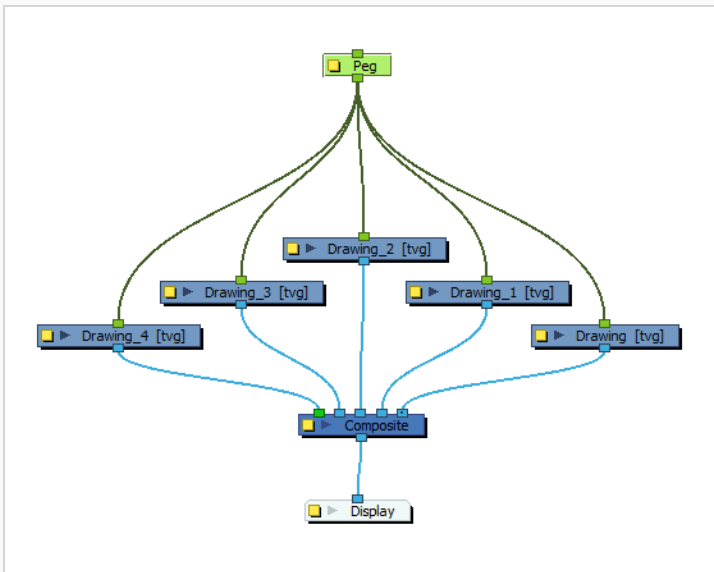 Peg
Drawing_2 [tvg]
Drawing_3 [tvg]
Drawing_1 [tvg]
Drawing_4 [tvg]
Drawing [tvg]
Composite
Display